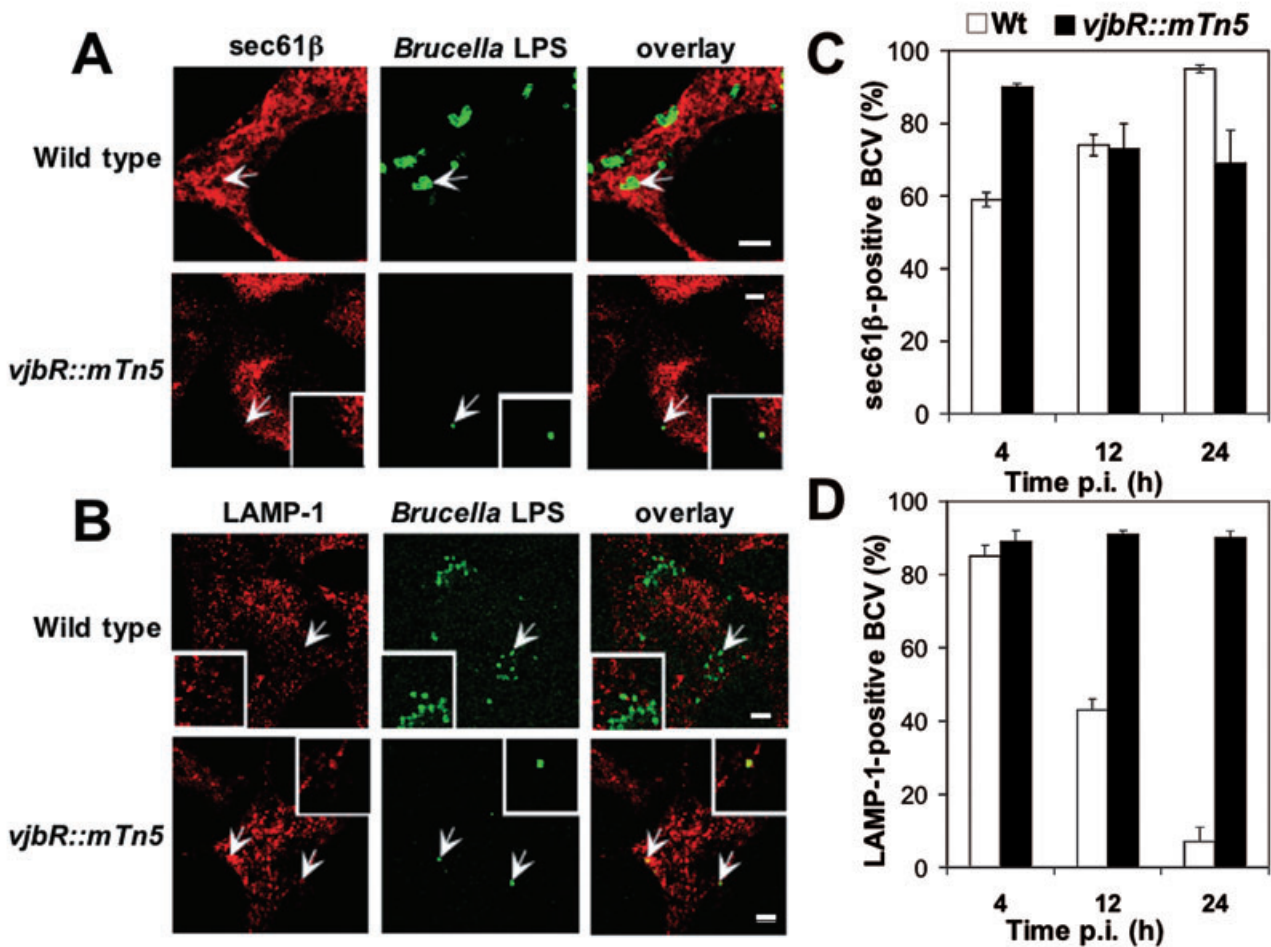 A
sec61β Brucella LPS overlay
Wild type
vjbR::mTn5
B
LAMP-1 Brucella LPS overlay
Wild type
vjbR::mTn5
Wt vjbR::mTn5
C
sec61β-positive BCV (%)
100
80
60
40
20
0
4 12 24
Time p.i. (h)
D
LAMP-1-positive BCV (%)
100
80
60
40
20
0
4 12 24
Time p.i. (h)